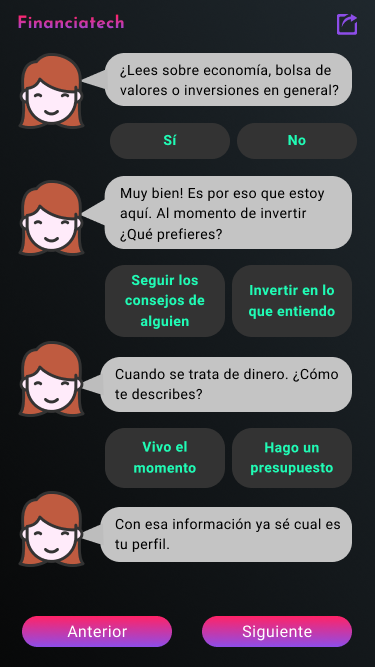 Financiatech
¿Lees sobre economía, bolsa de
valores o inversiones en general?
Sí
No
Muy bien! Es por eso que estoy
aquí. Al momento de invertir
¿Qué prefieres?
Seguir los
consejos de
alguien
Invertir en lo
que entiendo
Cuando se trata de dinero. ¿Cómo
te describes?
Vivo el
momento
Hago un
presupuesto
Con esa información ya sé cual es
tu perfil.
Anterior
Siguiente